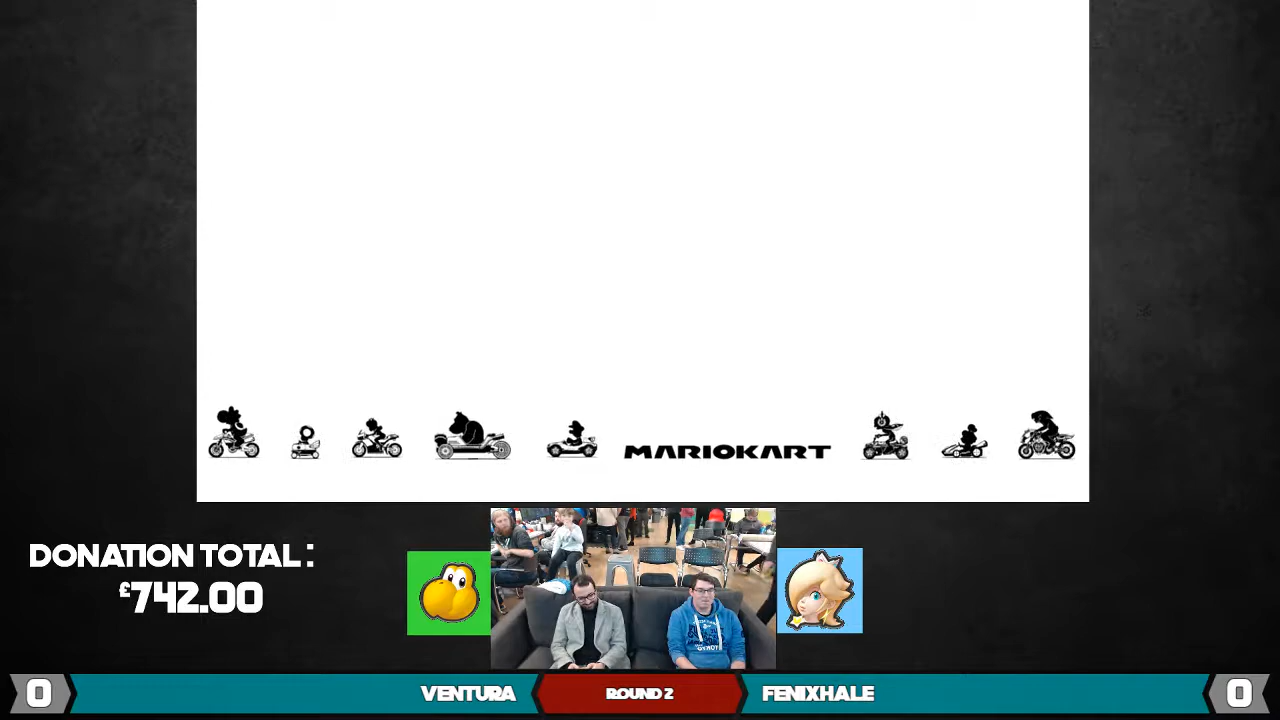 MARIOKART
DONATION TOTAL :
£742.00
0
VENTURA
ROUND 2
FENIXHALE
0